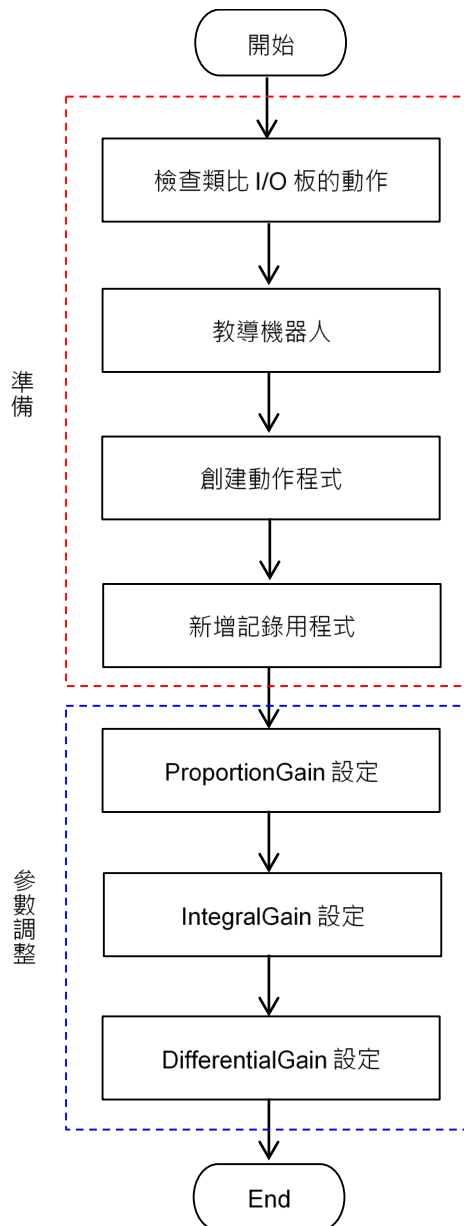 開始
準備
檢查類比 I/O 板的動作
教導機器人
創建動作程式
新增記錄用程式
參數調整
ProportionGain 設定
IntegralGain 設定
DifferentialGain 設定
End